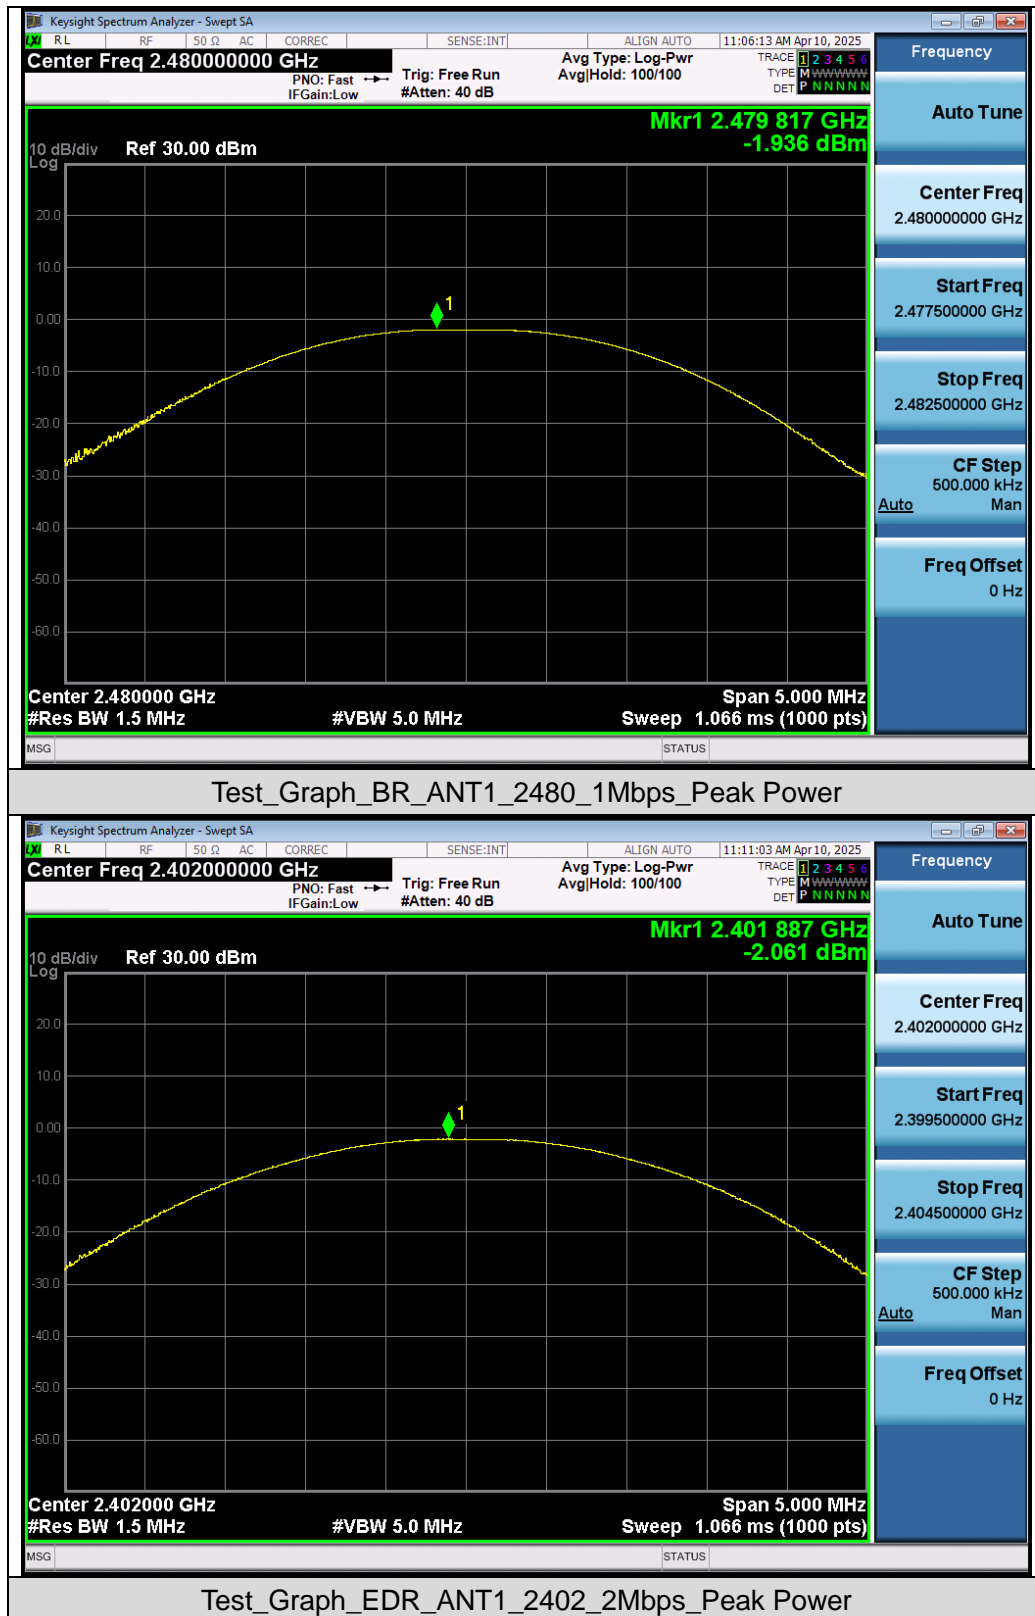 Keysight Spectrum Analyzer - Swept SA
LXI RL RF 50 Ω AC CORREC SENSE:INT ALIGN AUTO 11:06:13 AM Apr 10, 2025
Center Freq 2.480000000 GHz
PNO: Fast
IFGain:Low
Trig: Free Run
#Atten: 40 dB
Avg Type: Log-Pwr
Avg|Hold: 100/100
TRACE 1 2 3 4 5 6
TYPE M WWWWW
DET P N N N N N
Frequency
Auto Tune
Mkr1 2.479 817 GHz
-1.936 dBm
10 dB/div Ref 30.00 dBm
Log
20.0
10.0
0.00
-10.0
-20.0
-30.0
-40.0
-50.0
-60.0
1
Center Freq
2.480000000 GHz
Start Freq
2.477500000 GHz
Stop Freq
2.482500000 GHz
CF Step
500.000 kHz
Auto Man
Freq Offset
0 Hz
Center 2.480000 GHz Span 5.000 MHz
#Res BW 1.5 MHz #VBW 5.0 MHz Sweep 1.066 ms (1000 pts)
MSG STATUS
Test_Graph_BR_ANT1_2480_1Mbps_Peak Power
Keysight Spectrum Analyzer - Swept SA
LXI RL RF 50 Ω AC CORREC SENSE:INT ALIGN AUTO 11:11:03 AM Apr 10, 2025
Center Freq 2.402000000 GHz
PNO: Fast
IFGain:Low
Trig: Free Run
#Atten: 40 dB
Avg Type: Log-Pwr
Avg|Hold: 100/100
TRACE 1 2 3 4 5 6
TYPE M WWWWW
DET P N N N N N
Frequency
Auto Tune
Mkr1 2.401 887 GHz
-2.061 dBm
10 dB/div Ref 30.00 dBm
Log
20.0
10.0
0.00
-10.0
-20.0
-30.0
-40.0
-50.0
-60.0
1
Center Freq
2.402000000 GHz
Start Freq
2.399500000 GHz
Stop Freq
2.404500000 GHz
CF Step
500.000 kHz
Auto Man
Freq Offset
0 Hz
Center 2.402000 GHz Span 5.000 MHz
#Res BW 1.5 MHz #VBW 5.0 MHz Sweep 1.066 ms (1000 pts)
MSG STATUS
Test_Graph_EDR_ANT1_2402_2Mbps_Peak Power